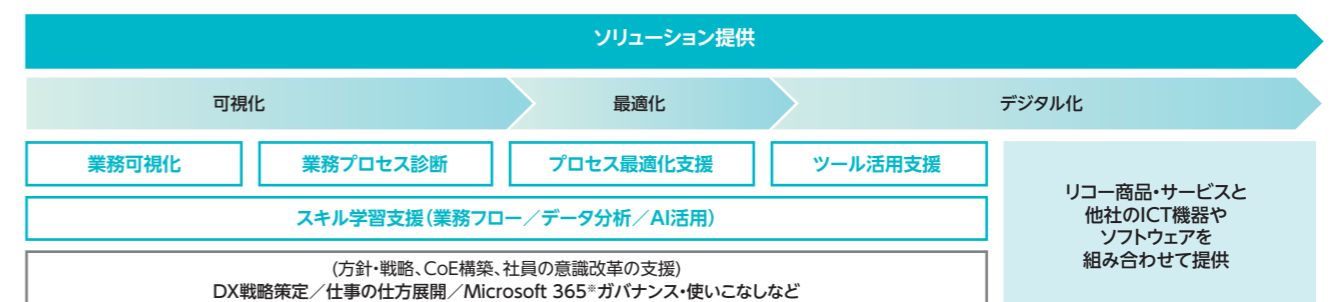 ソリューション提供
可視化
最適化
デジタル化
業務可視化
業務プロセス診断
プロセス最適化支援
ツール活用支援
スキル学習支援(業務フロー/データ分析/AI活用)
(方針・戦略、CoE構築、社員の意識改革の支援)
DX戦略策定/仕事の仕方展開/Microsoft 365※ガバナンス・使いこなしなど
リコー商品・サービスと
他社のICT機器や
ソフトウェアを
組み合わせて提供